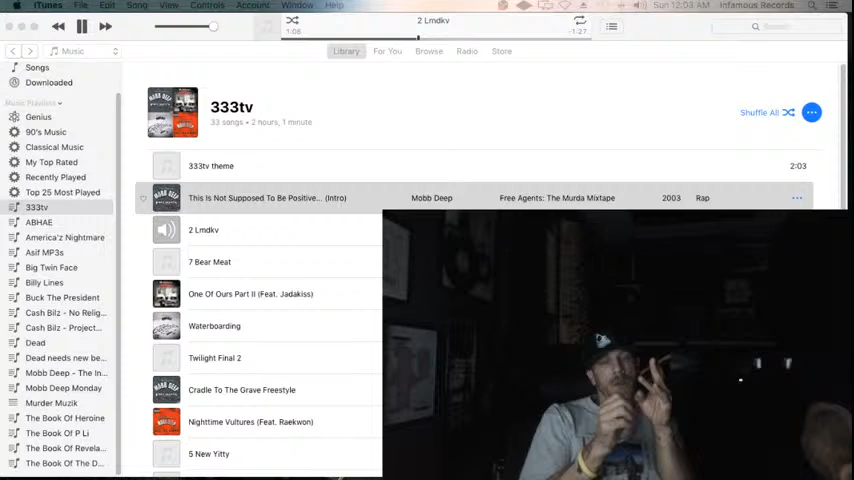 iTunes File Edit Song View Controls Account Window Help Sun 12:03 AM Infamous Records
2 Lmdkv
1:06 -1:27
Search
Music Library For You Browse Radio Store
Songs
Downloaded
Music Playlists
Genius
90's Music
Classical Music
My Top Rated
Recently Played
Top 25 Most Played
333tv
ABHAE
America'z Nightmare
Asif MP3s
Big Twin Face
Billy Lines
Buck The President
Cash Bilz - No Relig...
Cash Bilz - Project...
Dead
Dead needs new be...
Mobb Deep - The In...
Mobb Deep Monday
Murder Muzik
The Book Of Heroine
The Book Of P Li
The Book Of Revela...
The Book Of The D...
333tv
33 songs • 2 hours, 1 minute
Shuffle All
333tv theme 2:03
This Is Not Supposed To Be Positive... (Intro) Mobb Deep Free Agents: The Murda Mixtape 2003 Rap
2 Lmdkv
7 Bear Meat
One Of Ours Part II (Feat. Jadakiss)
Waterboarding
Twilight Final 2
Cradle To The Grave Freestyle
Nighttime Vultures (Feat. Raekwon)
5 New Yitty